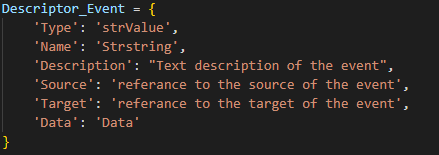 Descriptor_Event = {
    'Type': 'strValue',
    'Name': 'Strstring',
    'Description': "Text description of the event",
    'Source': 'referance to the source of the event',
    'Target': 'referance to the target of the event',
    'Data': 'Data'
}